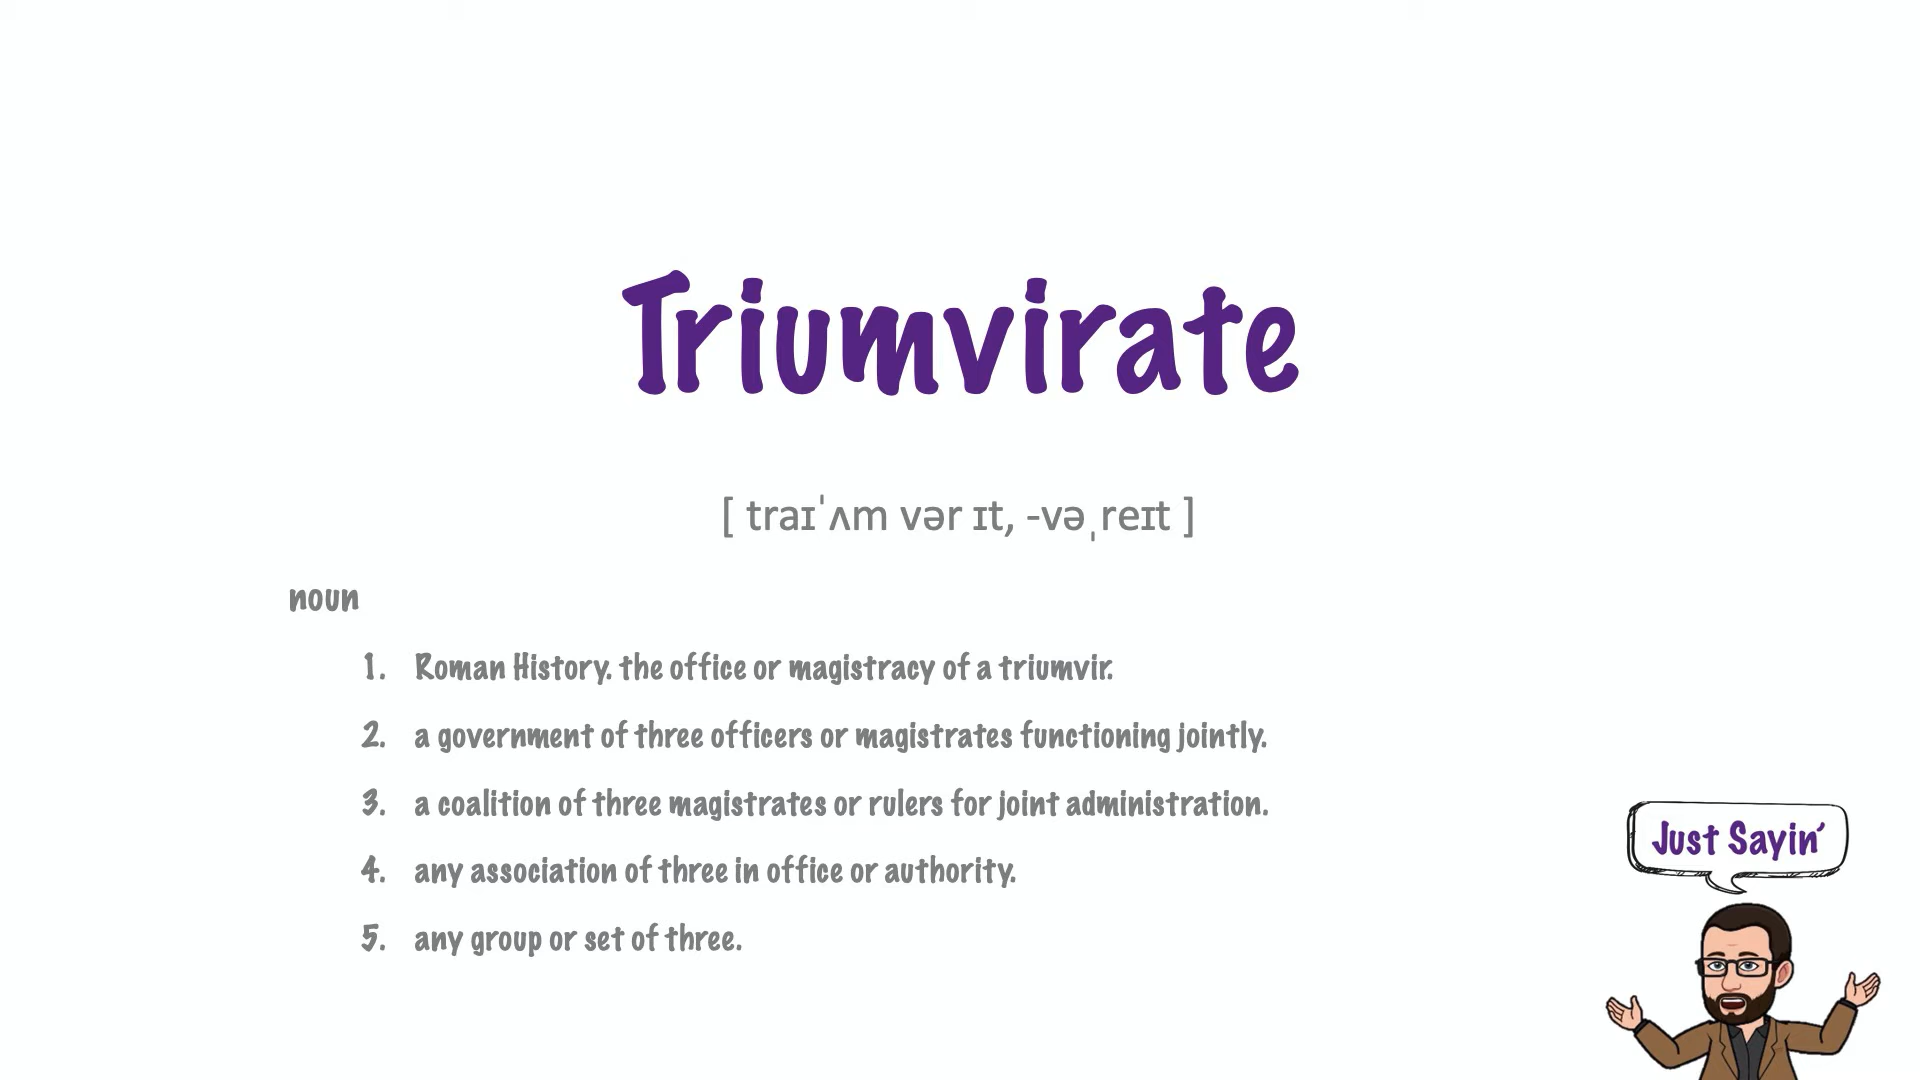 Triumvirate
[ traɪˈʌm vər ɪt, -vəˌreɪt ]
noun
1. Roman History. the office or magistracy of a triumvir.
2. a government of three officers or magistrates functioning jointly.
3. a coalition of three magistrates or rulers for joint administration.
4. any association of three in office or authority.
5. any group or set of three.
Just Sayin’